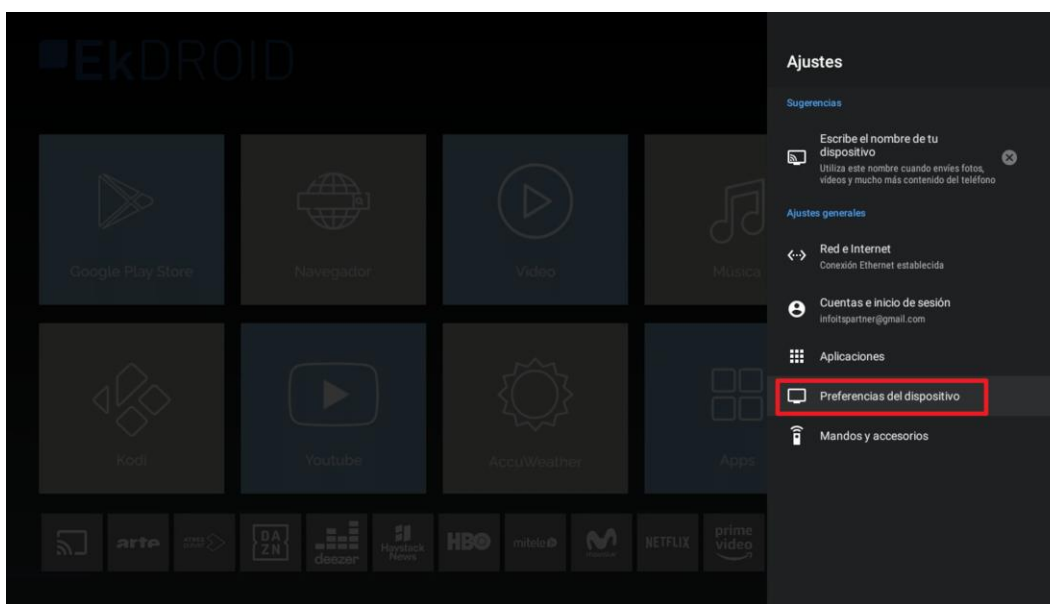 EKDROID
Ajustes
Sugerencias
Escribe el nombre de tu
dispositivo
Utiliza este nombre cuando envíes fotos,
vídeos y mucho más contenido del teléfono
Ajustes generales
Red e Internet
Conexión Ethernet establecida
Cuentas e inicio de sesión
infoitspartner@gmail.com
Aplicaciones
Preferencias del dispositivo
Mandos y accesorios
Google Play Store
Navegador
Video
Música
Kodi
Youtube
AccuWeather
Apps
arte
DA
ZN
deezer
Haystack
News
HBO
mitele
NETFLIX
prime
video